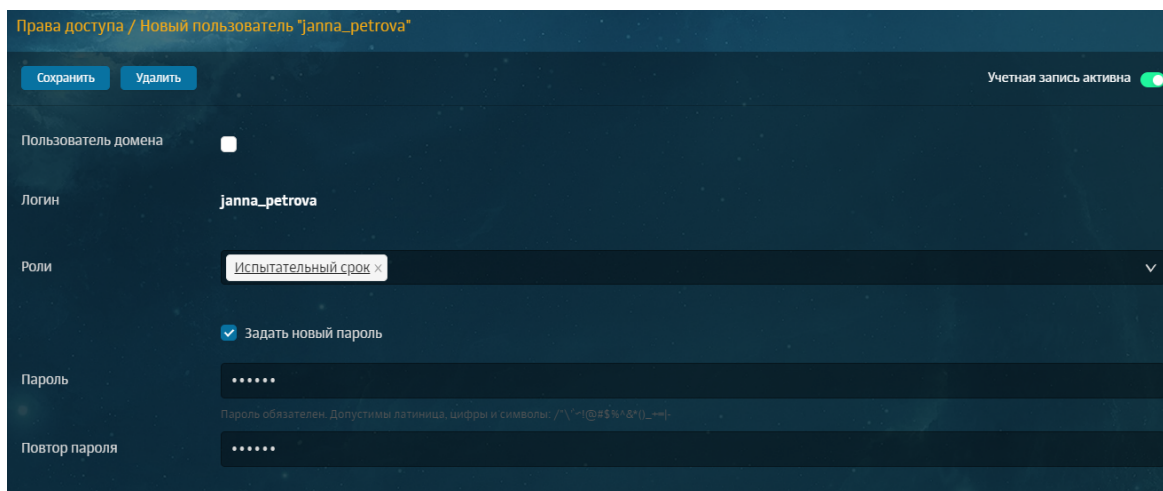 Права доступа / Новый пользователь "janna_petrova"
Сохранить Удалить Учетная запись активна
Пользователь домена
Логин janna_petrova
Роли Испытательный срок ×
Задать новый пароль
Пароль ••••••
Пароль обязателен. Допустимы латиница, цифры и символы:
Повтор пароля ••••••